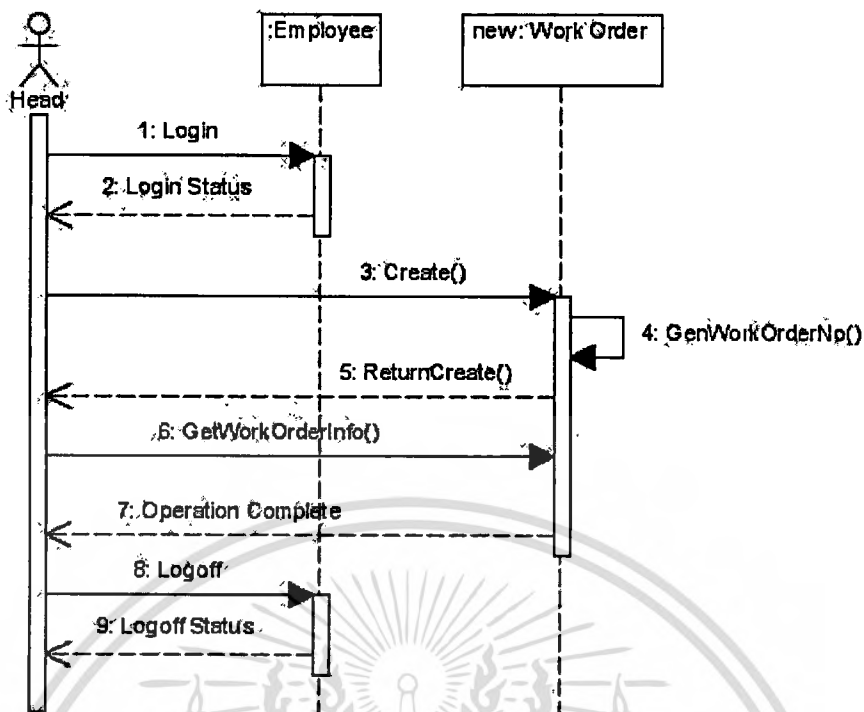 :Employee
new: Work Order
Head
1: Login
2: Login Status
3: Create()
4: GenWorkOrderNo()
5: ReturnCreate()
6: GetWorkOrderInfo()
7: Operation Complete
8: Logoff
9: Logoff Status